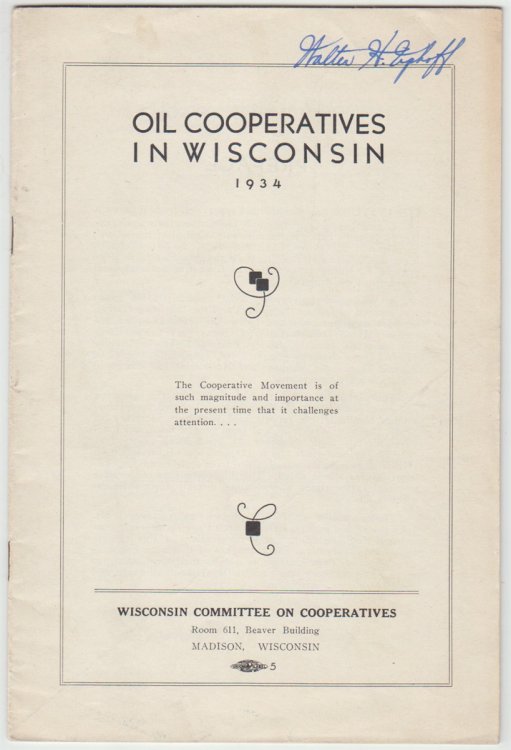 Walter H. Uphoff
OIL COOPERATIVES
IN WISCONSIN
1934
The Cooperative Movement is of
such magnitude and importance at
the present time that it challenges
attention. . . .
WISCONSIN COMMITTEE ON COOPERATIVES
Room 611, Beaver Building
MADISON, WISCONSIN
5